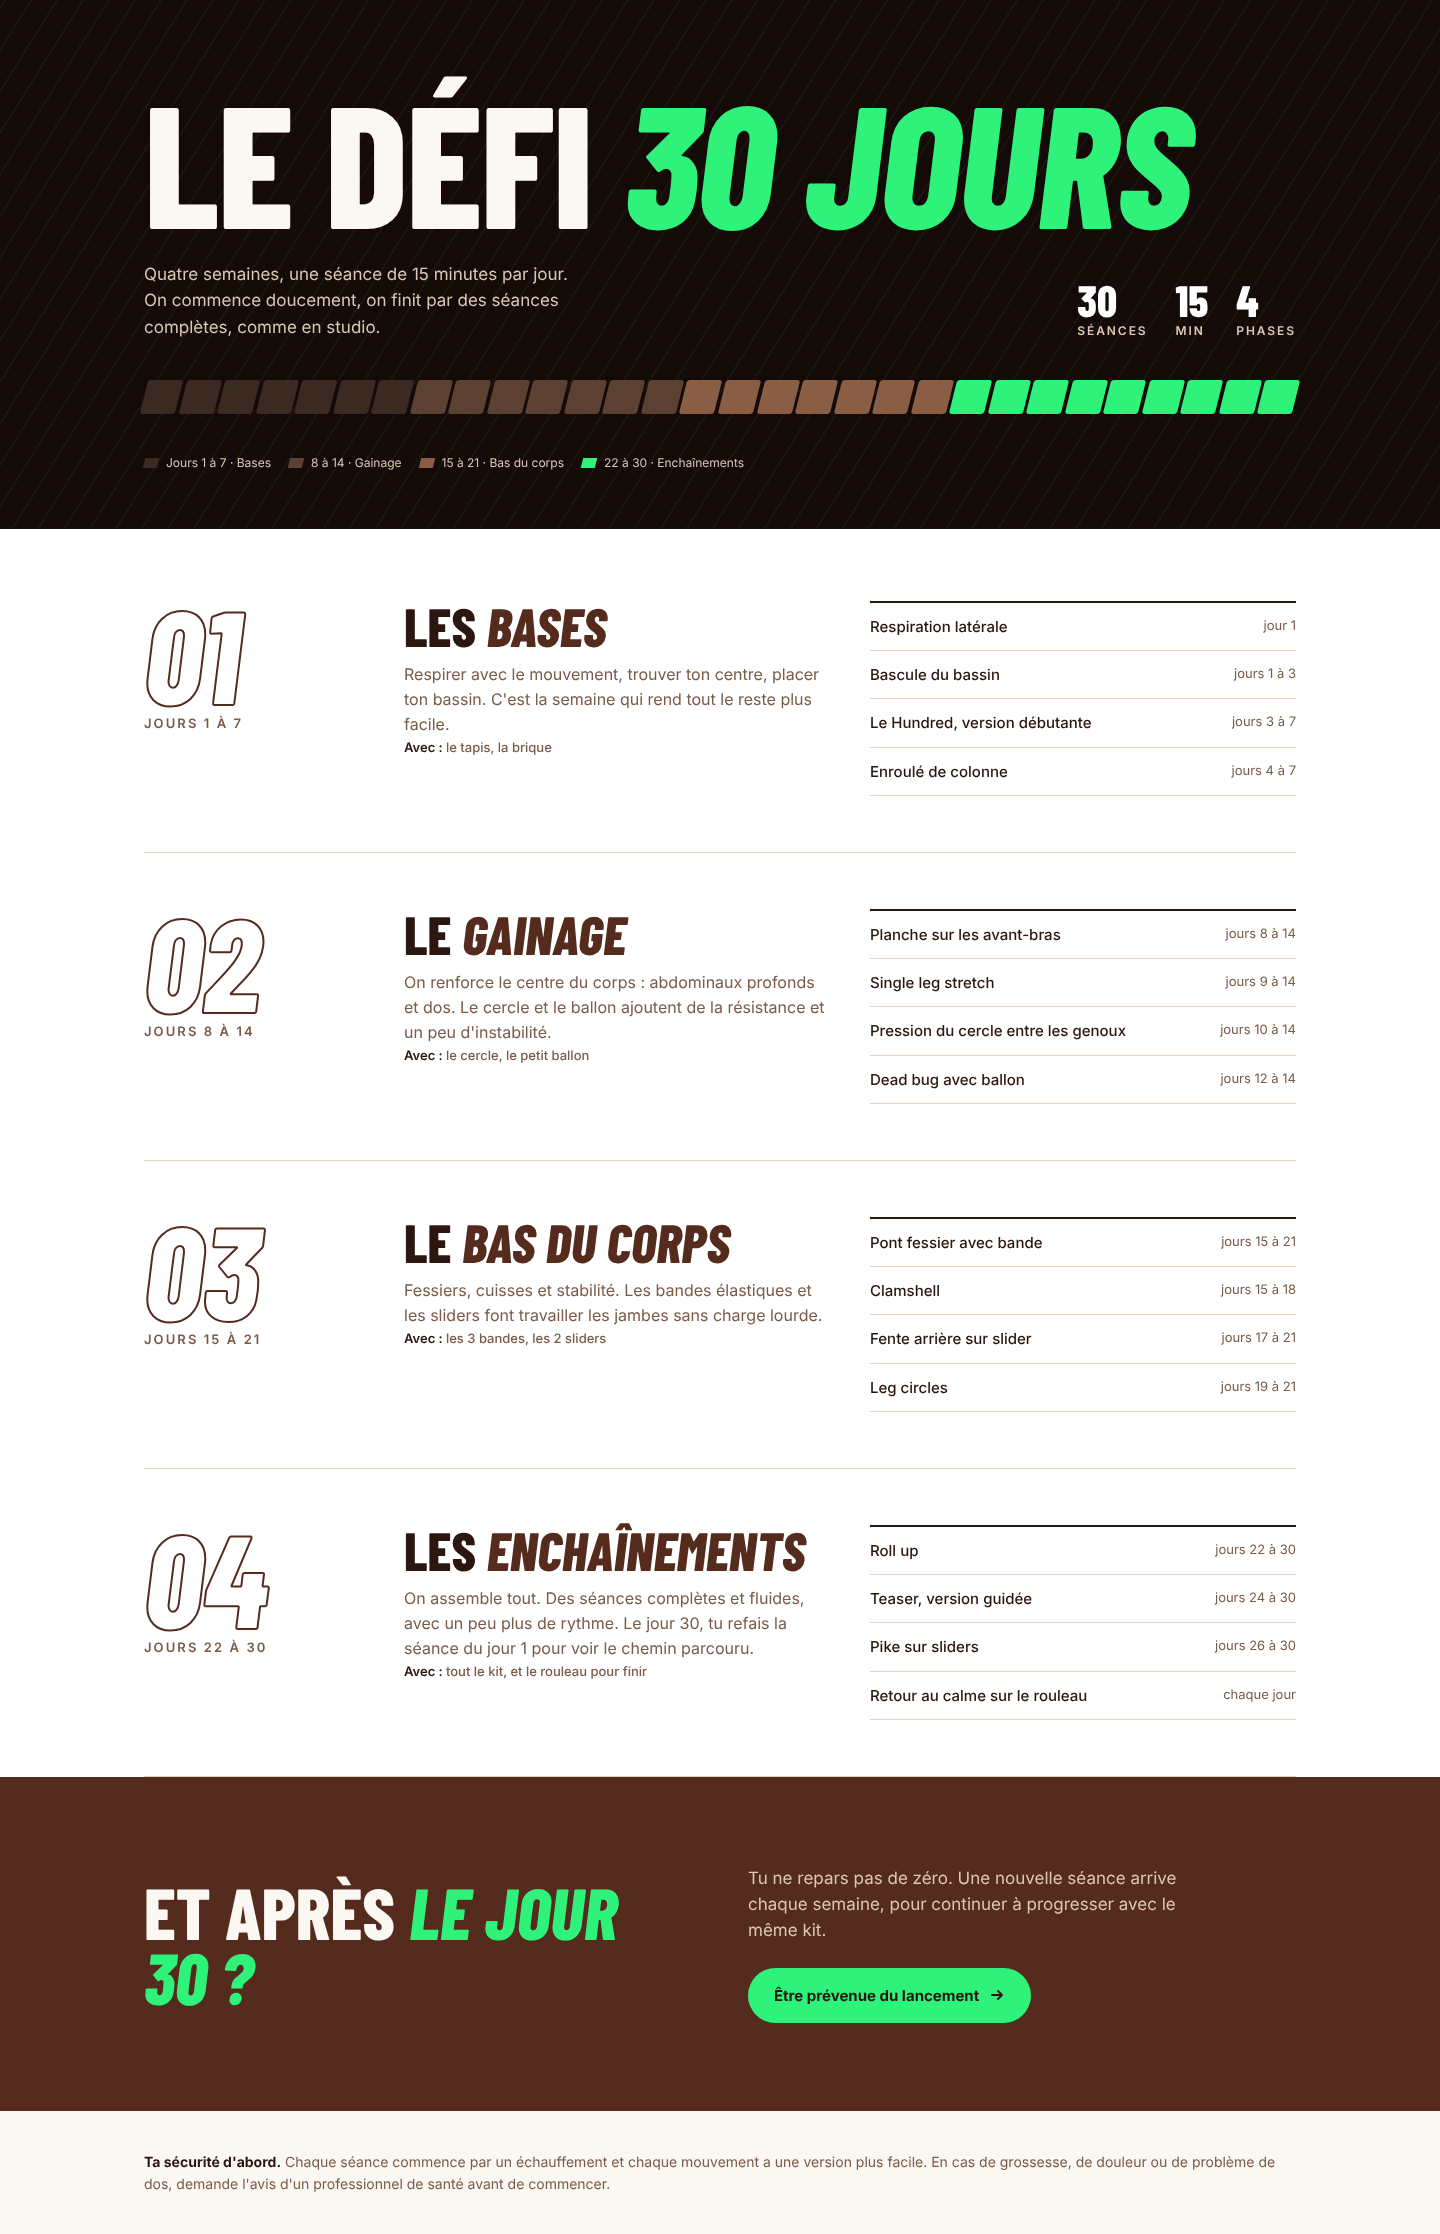 LE DÉFI 30 JOURS
Quatre semaines, une séance de 15 minutes par jour.
On commence doucement, on finit par des séances
complètes, comme en studio.
30 15 4
SÉANCES MIN PHASES
Jours 1 à 7 · Bases 8 à 14 · Gainage 15 à 21 · Bas du corps 22 à 30 · Enchaînements
01
JOURS 1 À 7
LES BASES
Respirer avec le mouvement, trouver ton centre, placer
ton bassin. C'est la semaine qui rend tout le reste plus
facile.
Avec : le tapis, la brique
Respiration latérale jour 1
Bascule du bassin jours 1 à 3
Le Hundred, version débutante jours 3 à 7
Enroulé de colonne jours 4 à 7
02
JOURS 8 À 14
LE GAINAGE
On renforce le centre du corps : abdominaux profonds
et dos. Le cercle et le ballon ajoutent de la résistance et
un peu d'instabilité.
Avec : le cercle, le petit ballon
Planche sur les avant-bras jours 8 à 14
Single leg stretch jours 9 à 14
Pression du cercle entre les genoux jours 10 à 14
Dead bug avec ballon jours 12 à 14
03
JOURS 15 À 21
LE BAS DU CORPS
Fessiers, cuisses et stabilité. Les bandes élastiques et
les sliders font travailler les jambes sans charge lourde.
Avec : les 3 bandes, les 2 sliders
Pont fessier avec bande jours 15 à 21
Clamshell jours 15 à 18
Fente arrière sur slider jours 17 à 21
Leg circles jours 19 à 21
04
JOURS 22 À 30
LES ENCHAÎNEMENTS
On assemble tout. Des séances complètes et fluides,
avec un peu plus de rythme. Le jour 30, tu refais la
séance du jour 1 pour voir le chemin parcouru.
Avec : tout le kit, et le rouleau pour finir
Roll up jours 22 à 30
Teaser, version guidée jours 24 à 30
Pike sur sliders jours 26 à 30
Retour au calme sur le rouleau chaque jour
ET APRÈS LE JOUR
30 ?
Tu ne repars pas de zéro. Une nouvelle séance arrive
chaque semaine, pour continuer à progresser avec le
même kit.
Être prévenue du lancement →
Ta sécurité d'abord. Chaque séance commence par un échauffement et chaque mouvement a une version plus facile. En cas de grossesse, de douleur ou de problème de
dos, demande l'avis d'un professionnel de santé avant de commencer.